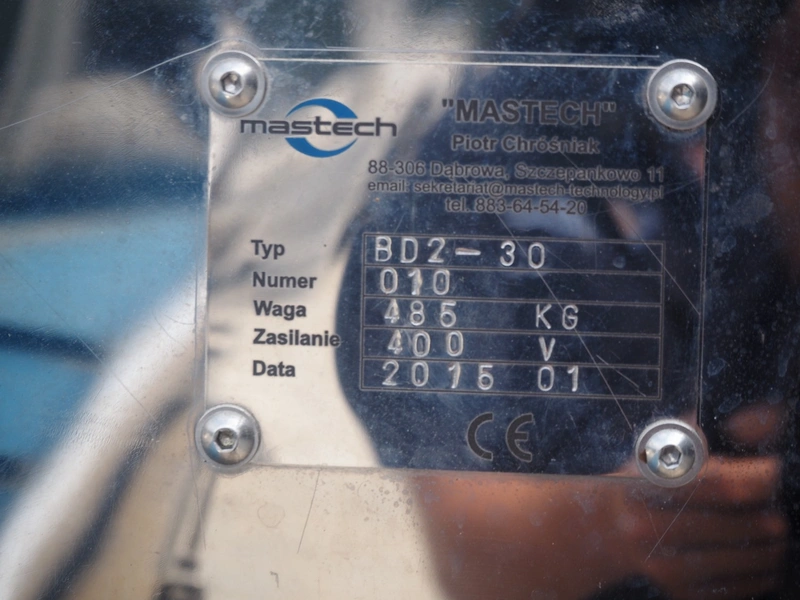 mastech
"MASTECH"
Piotr Chróśniak
88-306 Dąbrowa, Szczepankowo 11
email: sekretariat@mastech-technology.pl
tel. 883-64-54-20
Typ BD2-30
Numer 010
Waga 485 KG
Zasilanie 400 V
Data 2015 01
CE